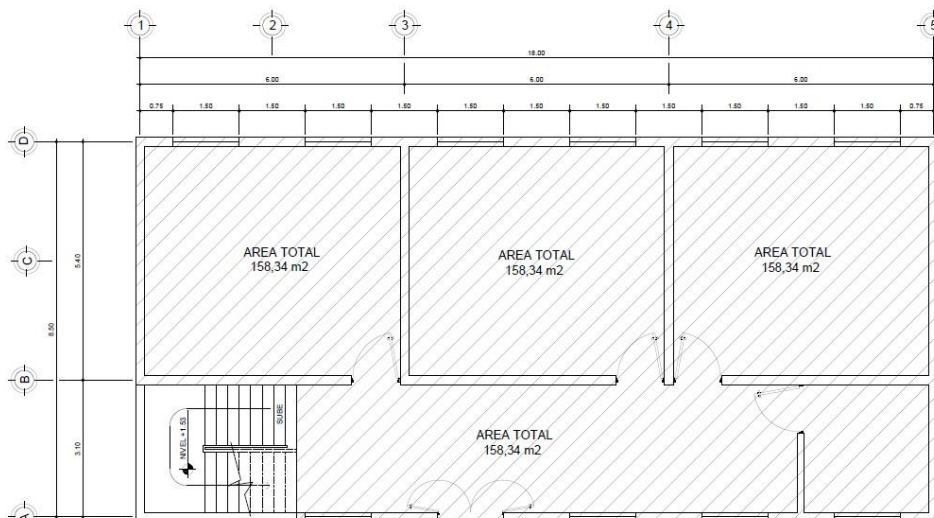 1
2
3
4
5
18.00
6.00 6.00 6.00
0.75 1.50 1.50 1.50 1.50 1.50 1.50 1.50 1.50 1.50 1.50 1.50 0.75
D
C
B
A
8.50
5.40
3.10
AREA TOTAL
158,34 m2
AREA TOTAL
158,34 m2
AREA TOTAL
158,34 m2
AREA TOTAL
158,34 m2
NIVEL +1.53
SUBE